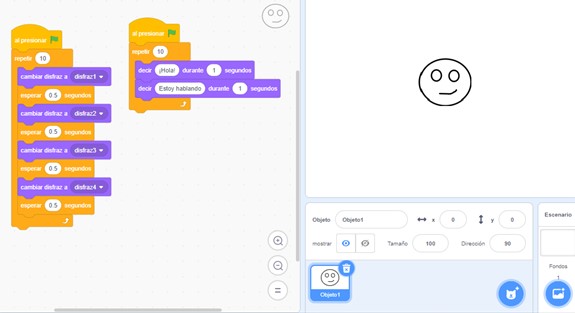 al presionar
repetir 10
cambiar disfraz a disfraz1
esperar 0.5 segundos
cambiar disfraz a disfraz2
esperar 0.5 segundos
cambiar disfraz a disfraz3
esperar 0.5 segundos
cambiar disfraz a disfraz4
esperar 0.5 segundos
al presionar
repetir 10
decir ¡Hola! durante 1 segundos
decir Estoy hablando durante 1 segundos
Objeto Objeto1 x 0 y 0
mostrar Tamaño 100 Dirección 90
Objeto1
Escenario
Fondos
1